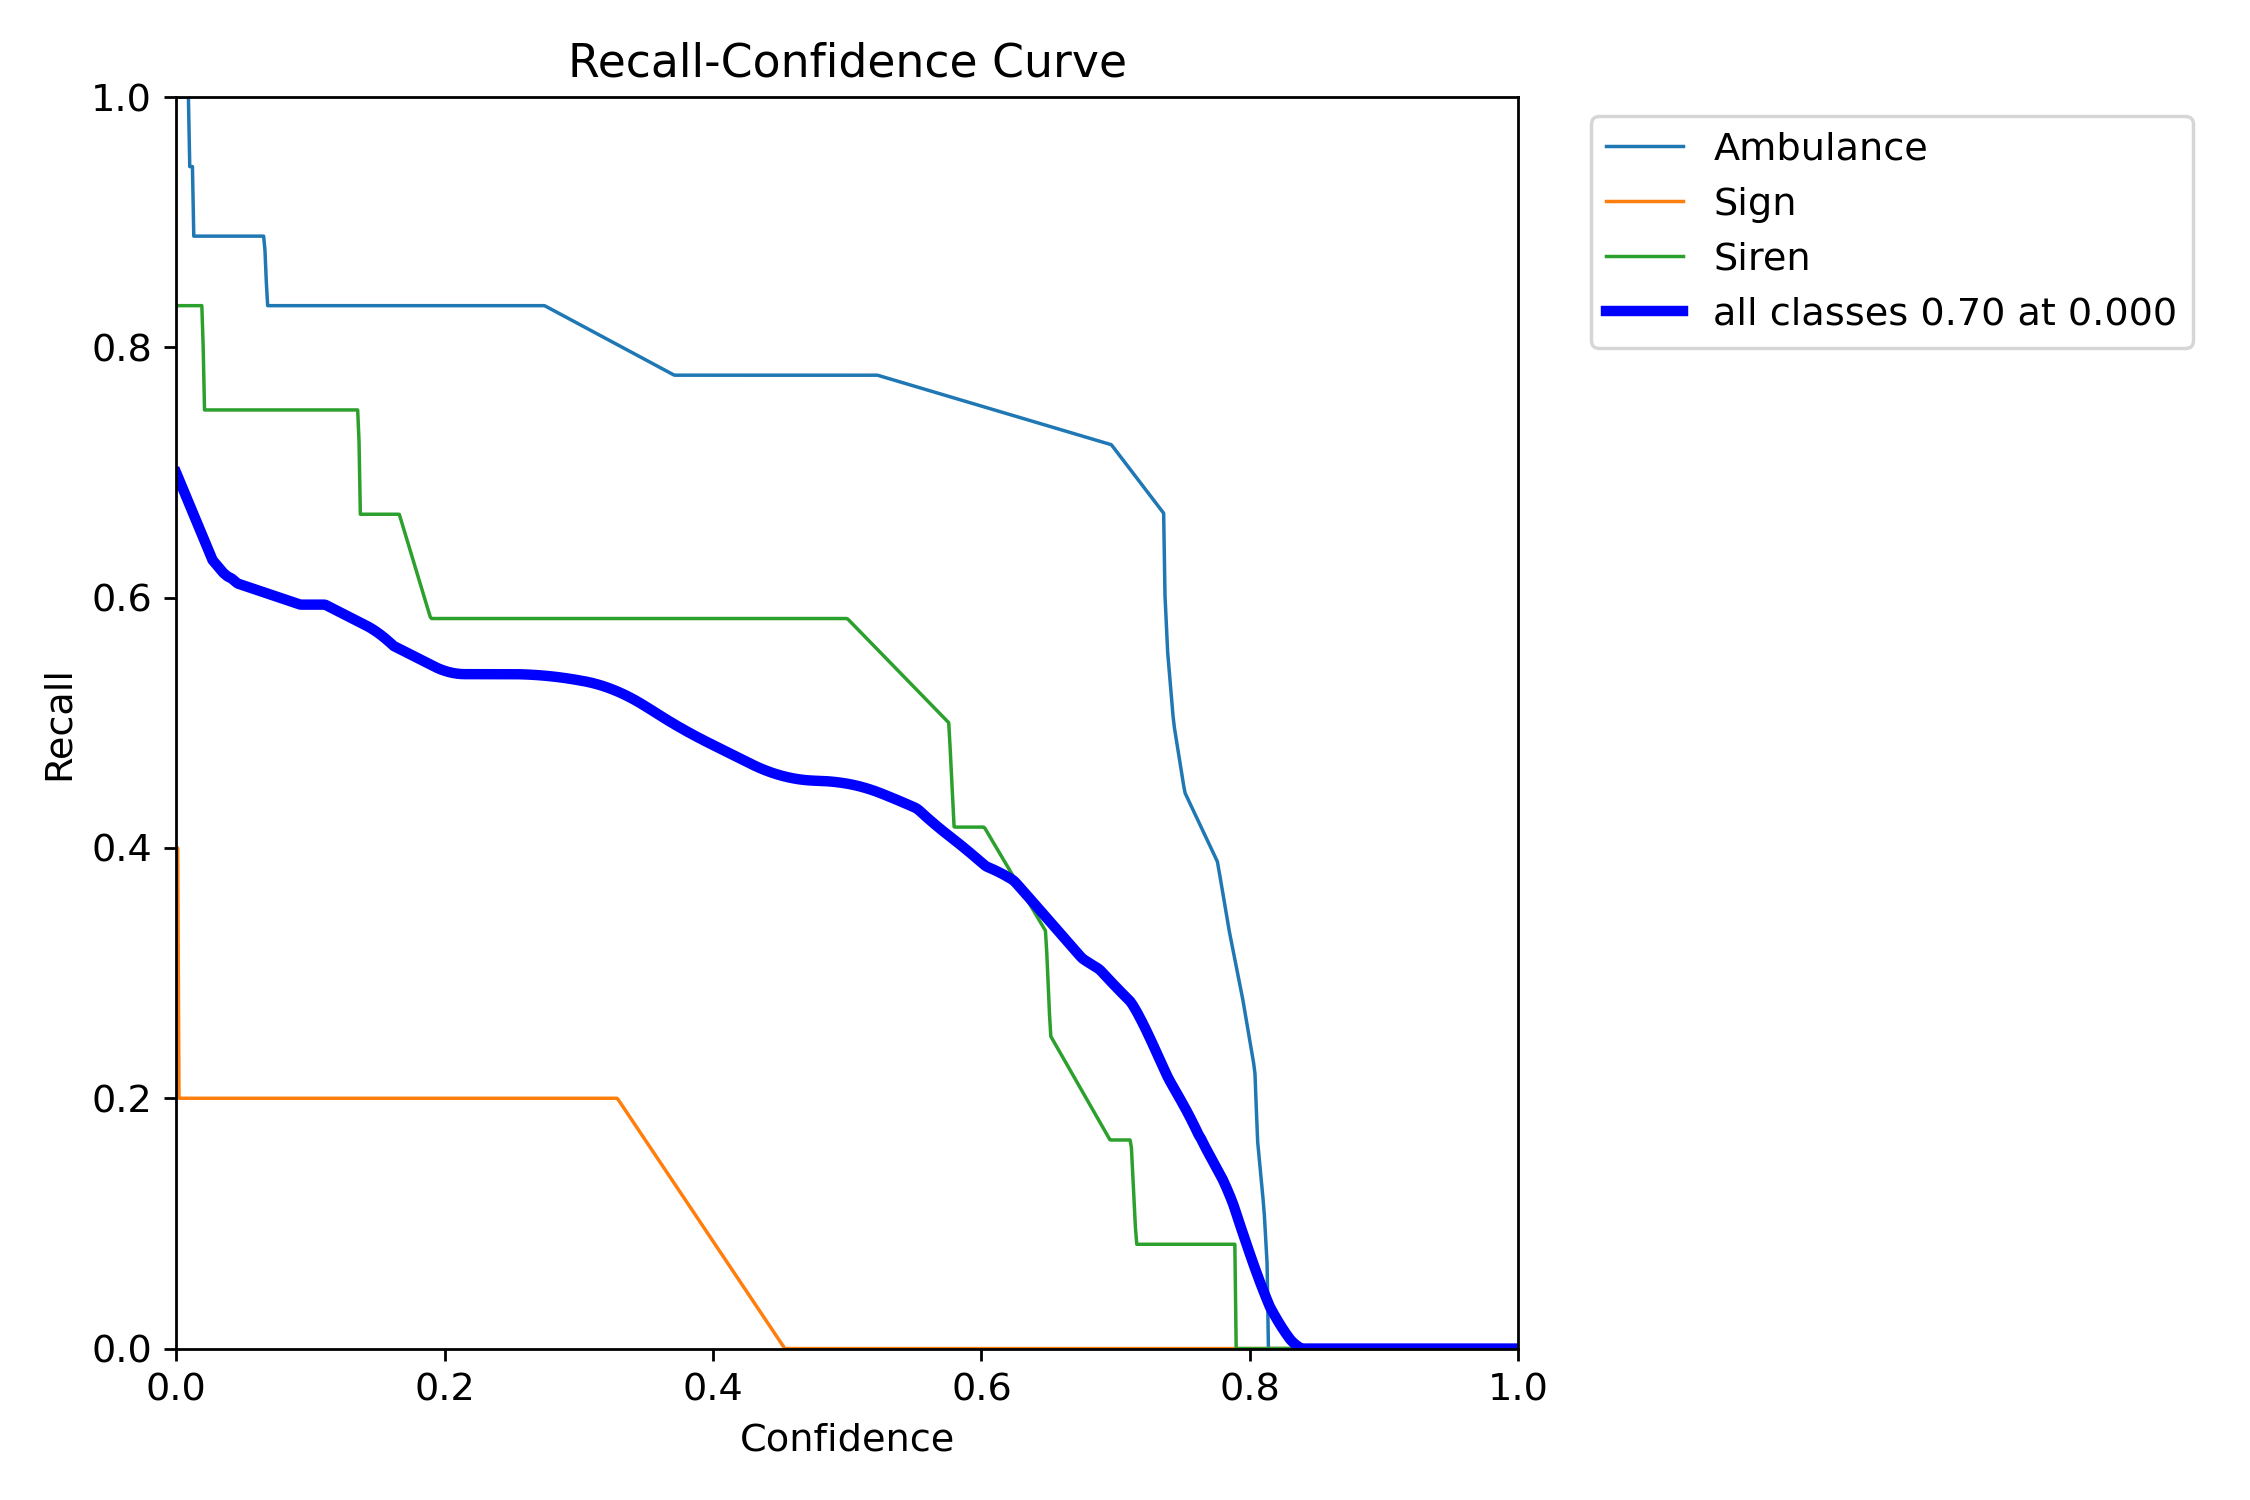 Recall-Confidence Curve
1.0
0.8
0.6
0.4
0.2
0.0
Recall
0.0 0.2 0.4 0.6 0.8 1.0
Confidence
Ambulance
Sign
Siren
all classes 0.70 at 0.000